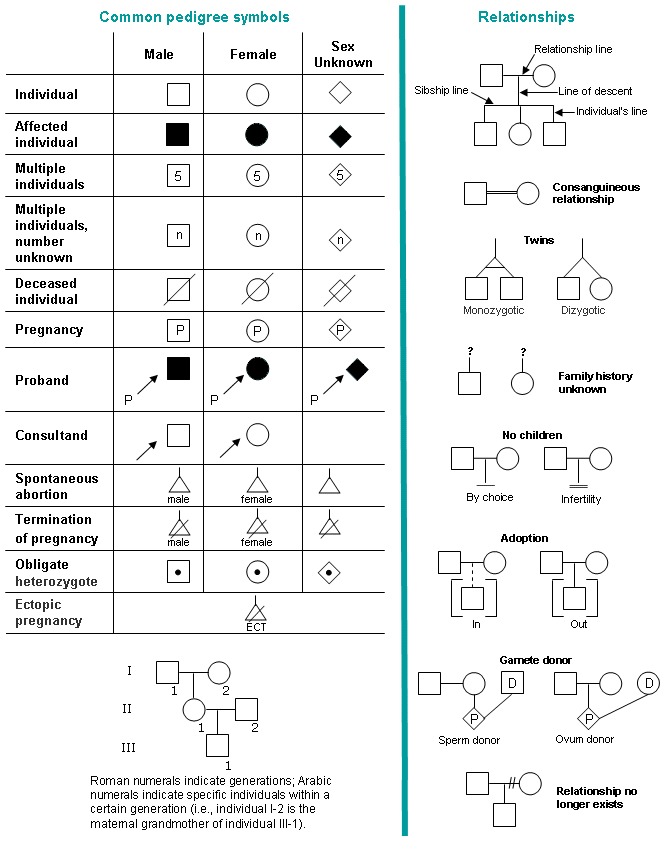 Common pedigree symbols
Male
Female
Sex
Unknown
Individual
Affected
individual
Multiple
individuals
5
5
5
Multiple
individuals,
number
unknown
n
n
n
Deceased
individual
Pregnancy
P
P
P
Proband
P
P
P
Consultand
Spontaneous
abortion
male
female
Termination
of pregnancy
male
female
Obligate
heterozygote
Ectopic
pregnancy
ECT
I
1
2
II
1
2
III
1
Roman numerals indicate generations; Arabic
numerals indicate specific individuals within a
certain generation (i.e., individual I-2 is the
maternal grandmother of individual III-1).
Relationships
Relationship line
Sibship line
Line of descent
Individual's line
Consanguineous
relationship
Twins
Monozygotic
Dizygotic
?
?
Family history
unknown
No children
By choice
Infertility
Adoption
In
Out
Gamete donor
D
D
P
P
Sperm donor
Ovum donor
Relationship no
longer exists